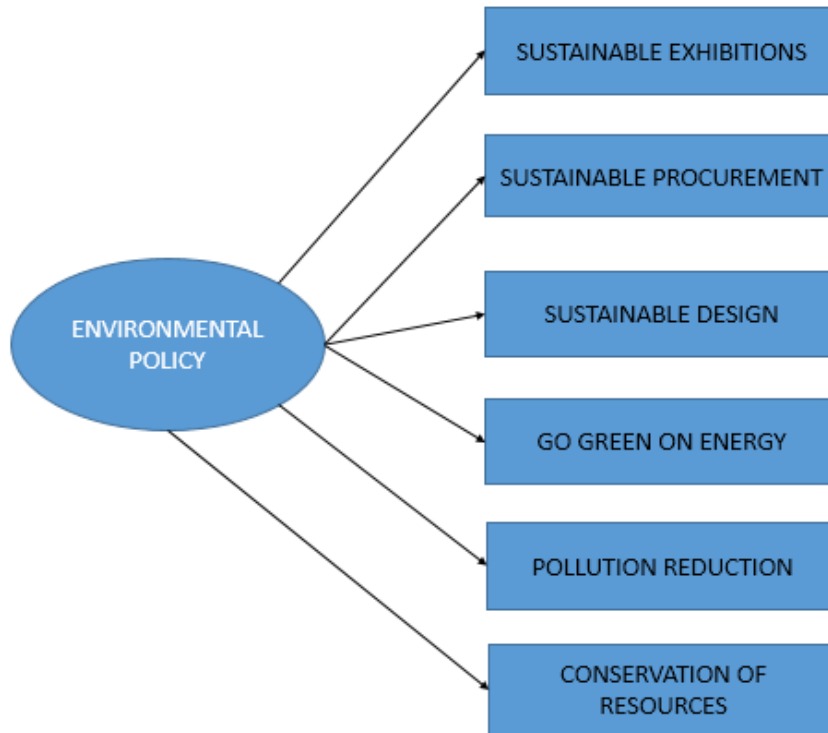 SUSTAINABLE EXHIBITIONS
SUSTAINABLE PROCUREMENT
SUSTAINABLE DESIGN
ENVIRONMENTAL
POLICY
GO GREEN ON ENERGY
POLLUTION REDUCTION
CONSERVATION OF
RESOURCES